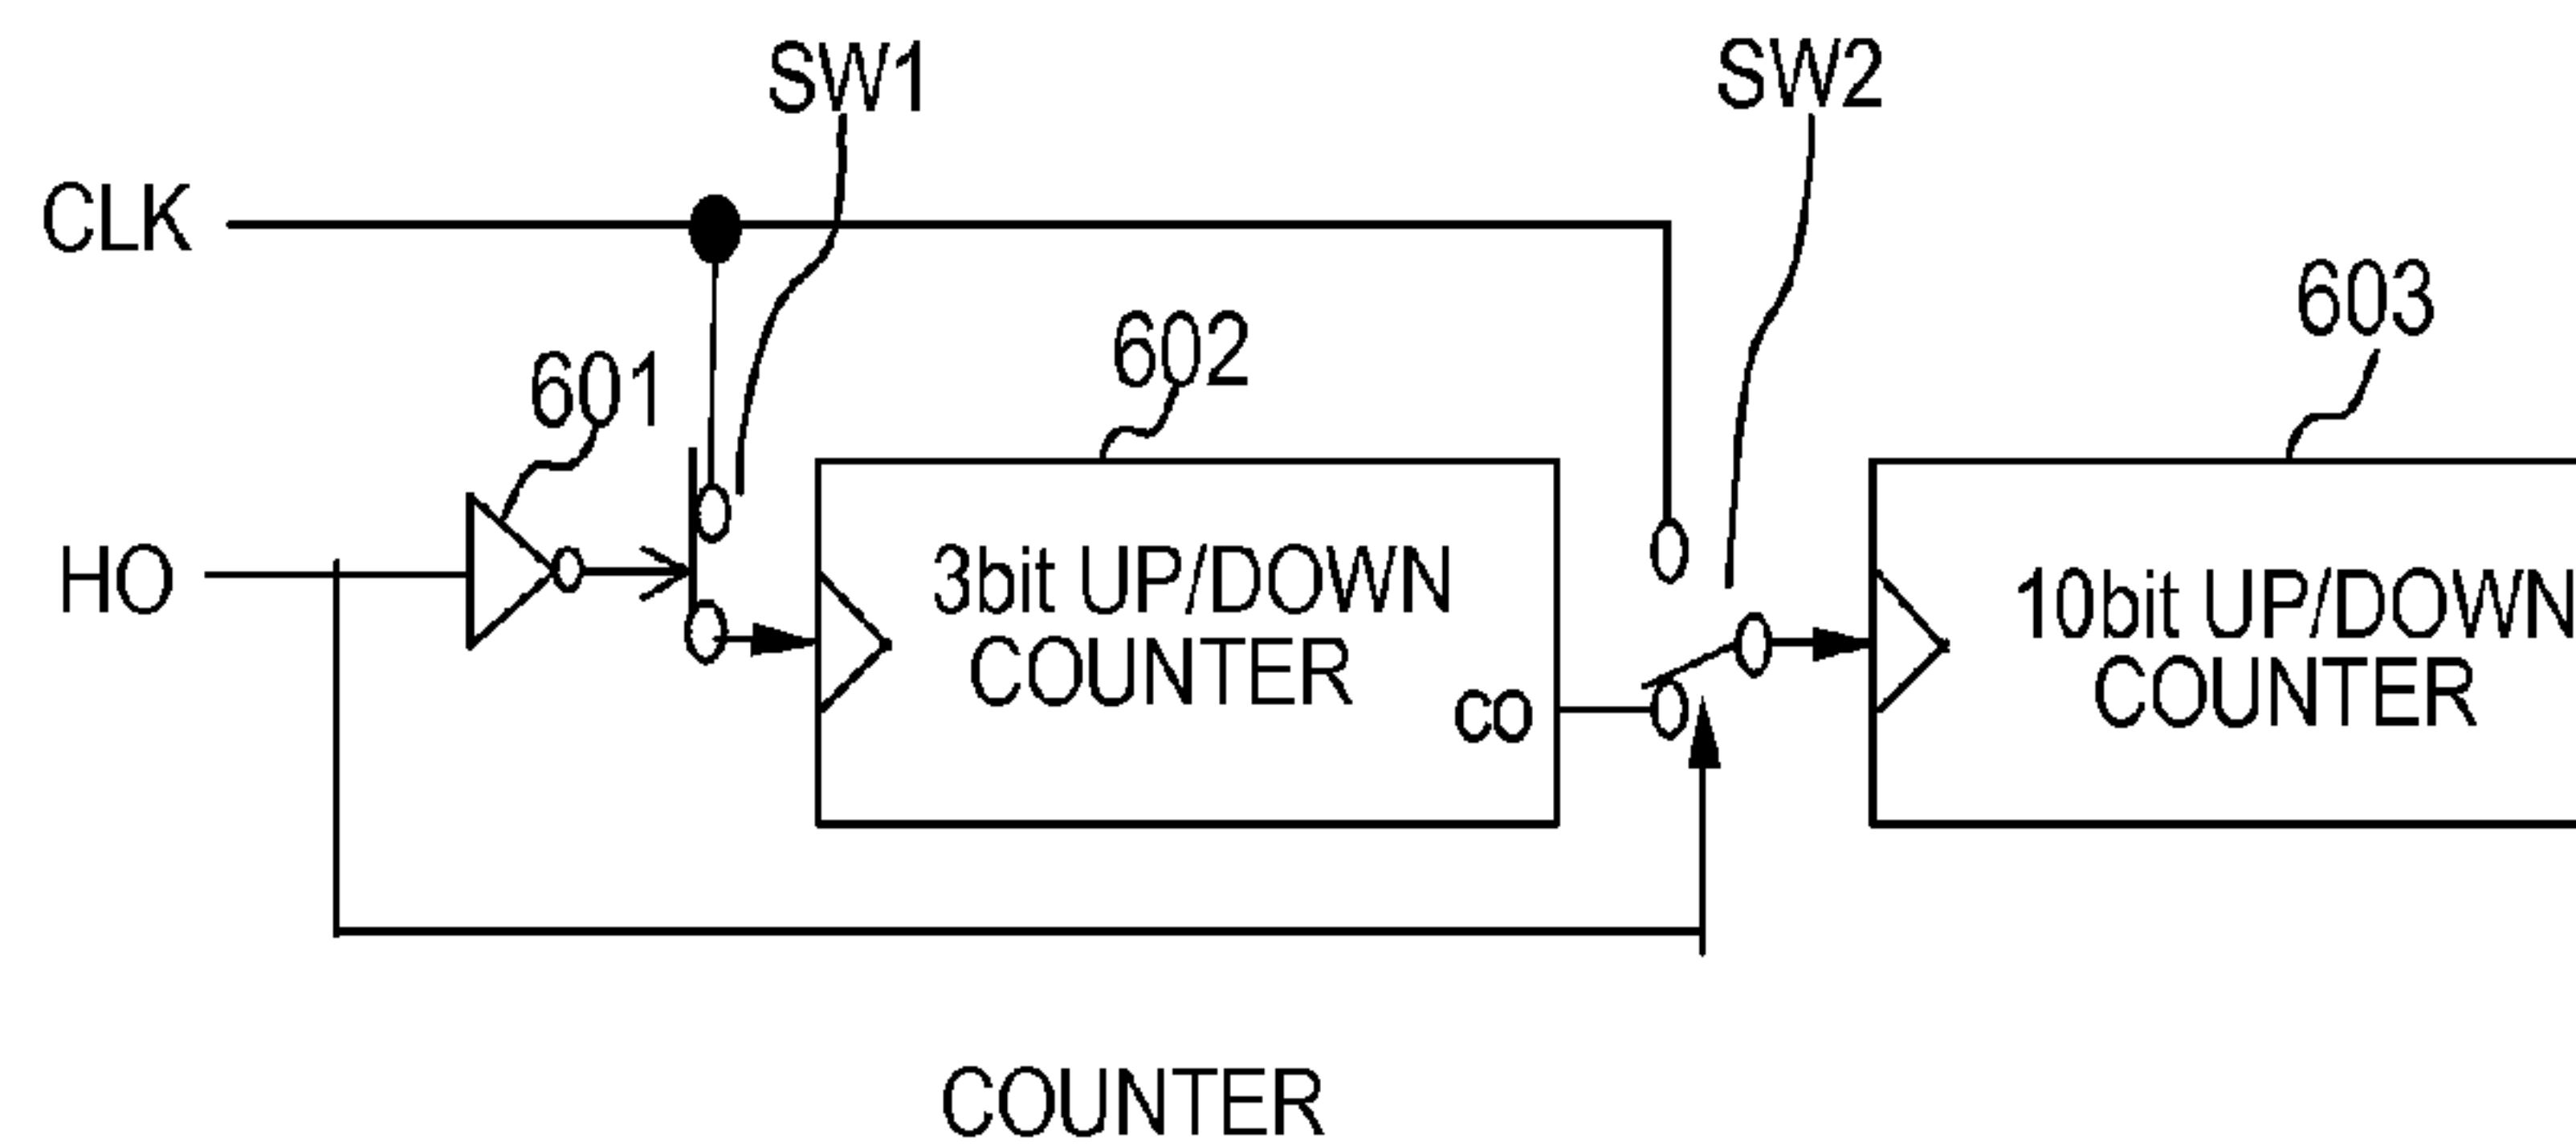 SW1
SW2
CLK
603
602
601
HO
3bit UP/DOWN
COUNTER
10bit UP/DOWN
COUNTER
CO
COUNTER